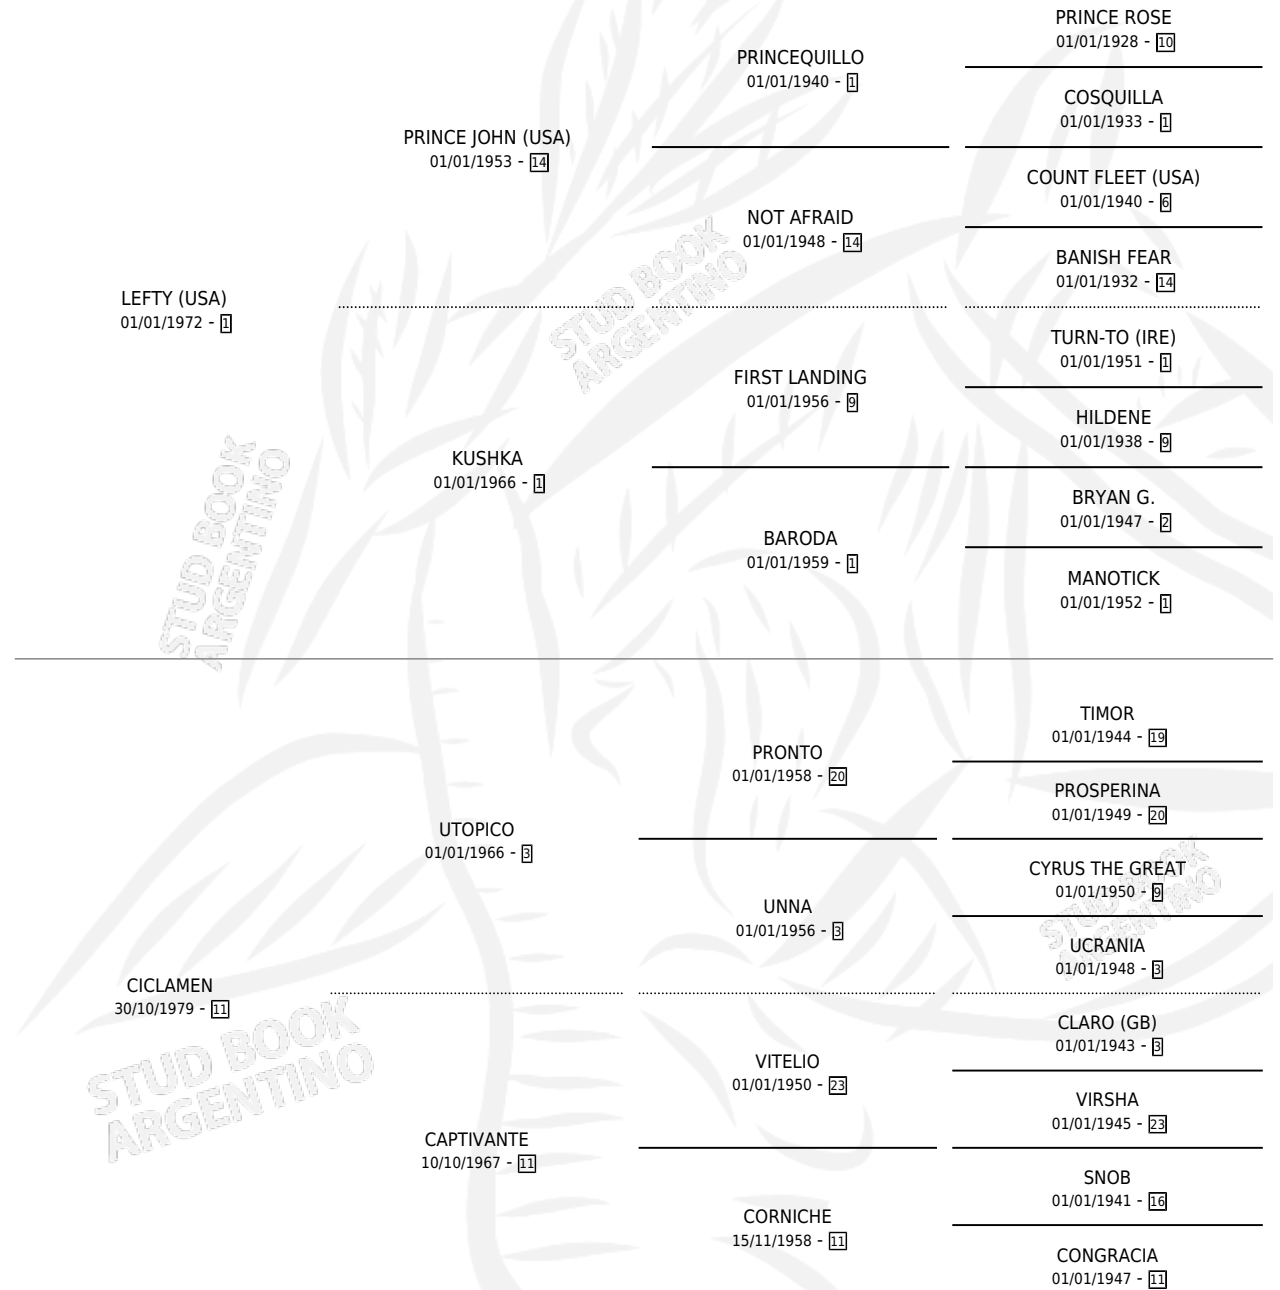 PRINCE ROSE
01/01/1928 - 10
PRINCEQUILLO
01/01/1940 - 1
COSQUILLA
01/01/1933 - 1
PRINCE JOHN (USA)
01/01/1953 - 14
COUNT FLEET (USA)
01/01/1940 - 6
NOT AFRAID
01/01/1948 - 14
BANISH FEAR
01/01/1932 - 14
LEFTY (USA)
01/01/1972 - 1
STUD BOOK
ARGENTINO
TURN-TO (IRE)
01/01/1951 - 1
FIRST LANDING
01/01/1956 - 9
HILDENE
01/01/1938 - 9
KUSHKA
01/01/1966 - 1
BRYAN G.
01/01/1947 - 2
BARODA
01/01/1959 - 1
MANOTICK
01/01/1952 - 1
STUD BOOK
ARGENTINO
TIMOR
01/01/1944 - 19
PRONTO
01/01/1958 - 20
PROSPERINA
01/01/1949 - 20
UTOPICO
01/01/1966 - 3
CYRUS THE GREAT
01/01/1950 - 9
UNNA
01/01/1956 - 3
UCRANIA
01/01/1948 - 3
STUD BOOK
ARGENTINO
CICLAMEN
30/10/1979 - 11
CLARO (GB)
01/01/1943 - 3
VITELIO
01/01/1950 - 23
VIRSHA
01/01/1945 - 23
STUD BOOK
ARGENTINO
CAPTIVANTE
10/10/1967 - 11
SNOB
01/01/1941 - 16
CORNICHE
15/11/1958 - 11
CONGRACIA
01/01/1947 - 11